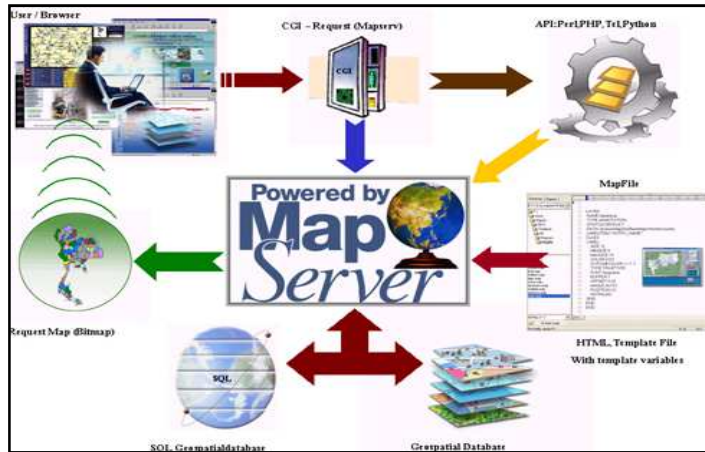 User / Browser
CGI – Request (Mapserv)
API:Perl,PHP,Tcl,Python
CGI
Powered by
Map
Server
MapFile
HTML, Template File
With template variables
Request Map (Bitmap)
SQL
SQL Geospatialdatabase
Geospatial Database